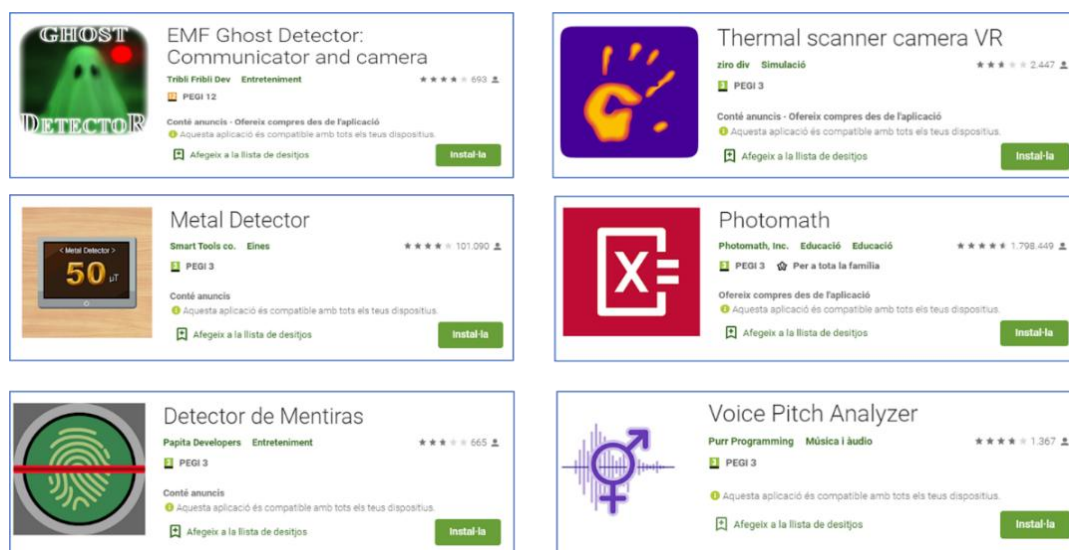 GHOST
DETECTOR
EMF Ghost Detector:
Communicator and camera
Tribli Fribli Dev Entreteniment 693
PEGI 12
Conté anuncis · Ofereix compres des de l'aplicació
Aquesta aplicació és compatible amb tots els teus dispositius.
Afegeix a la llista de desitjos Instal·la
Thermal scanner camera VR
ziro div Simulació 2.447
PEGI 3
Conté anuncis · Ofereix compres des de l'aplicació
Aquesta aplicació és compatible amb tots els teus dispositius.
Afegeix a la llista de desitjos Instal·la
< Metal Detector >
50 μT
Metal Detector
Smart Tools co. Eines 101.090
PEGI 3
Conté anuncis
Aquesta aplicació és compatible amb tots els teus dispositius.
Afegeix a la llista de desitjos Instal·la
X=
Photomath
Photomath, Inc. Educació Educació 1.798.449
PEGI 3 Per a tota la família
Ofereix compres des de l'aplicació
Aquesta aplicació és compatible amb tots els teus dispositius.
Afegeix a la llista de desitjos Instal·la
Detector de Mentiras
Papita Developers Entreteniment 665
PEGI 3
Conté anuncis
Aquesta aplicació és compatible amb tots els teus dispositius.
Afegeix a la llista de desitjos Instal·la
Voice Pitch Analyzer
Purr Programming Música i àudio 1.367
PEGI 3
Aquesta aplicació és compatible amb tots els teus dispositius.
Afegeix a la llista de desitjos Instal·la